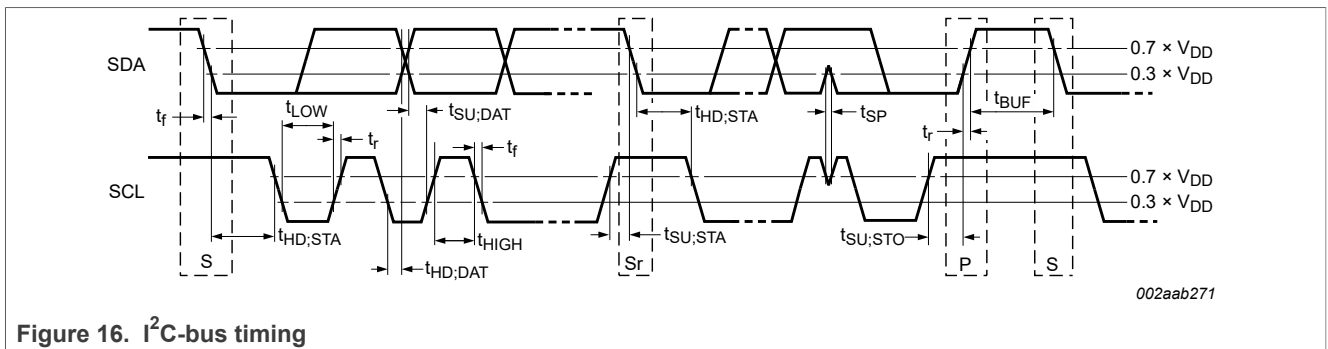 SDA
0.7 × VDD
0.3 × VDD
tf
tLOW
tSU;DAT
tHD;STA
tSP
tBUF
tr
tr
tf
SCL
0.7 × VDD
0.3 × VDD
tHD;STA
tHIGH
tSU;STA
tSU;STO
tHD;DAT
S
Sr
P
S
002aab271
Figure 16. I²C-bus timing